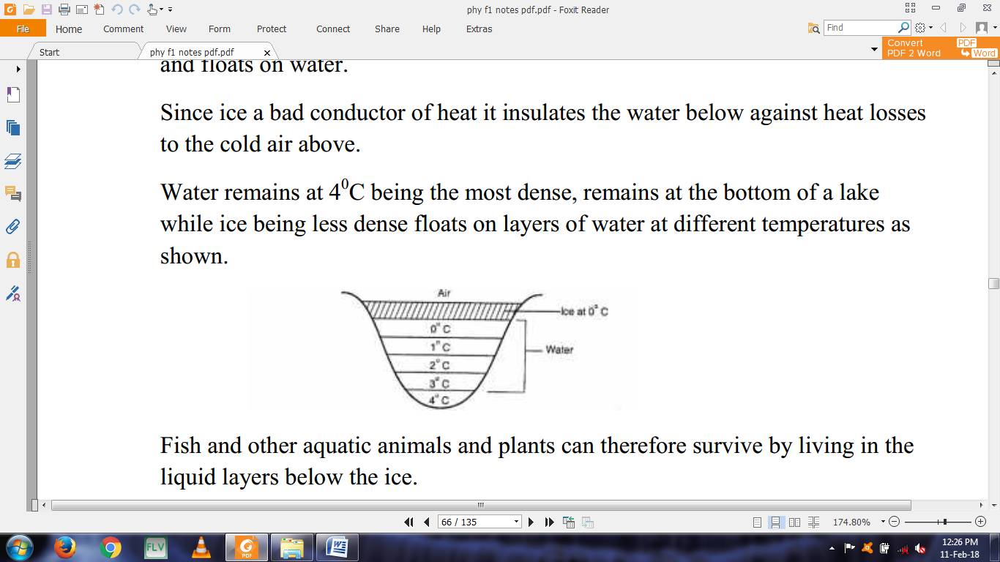 phy f1 notes pdf.pdf - Foxit Reader
File Home Comment View Form Protect Connect Share Help Extras
Find
Start
phy f1 notes pdf.pdf
Convert PDF
PDF 2 Word Word
and floats on water.
Since ice a bad conductor of heat it insulates the water below against heat losses
to the cold air above.
Water remains at 4⁰C being the most dense, remains at the bottom of a lake
while ice being less dense floats on layers of water at different temperatures as
shown.
Air
Ice at 0° C
0° C
1° C
Water
2° C
3° C
4° C
Fish and other aquatic animals and plants can therefore survive by living in the
liquid layers below the ice.
66 / 135
174.80%
FLV
PDF
12:26 PM
11-Feb-18